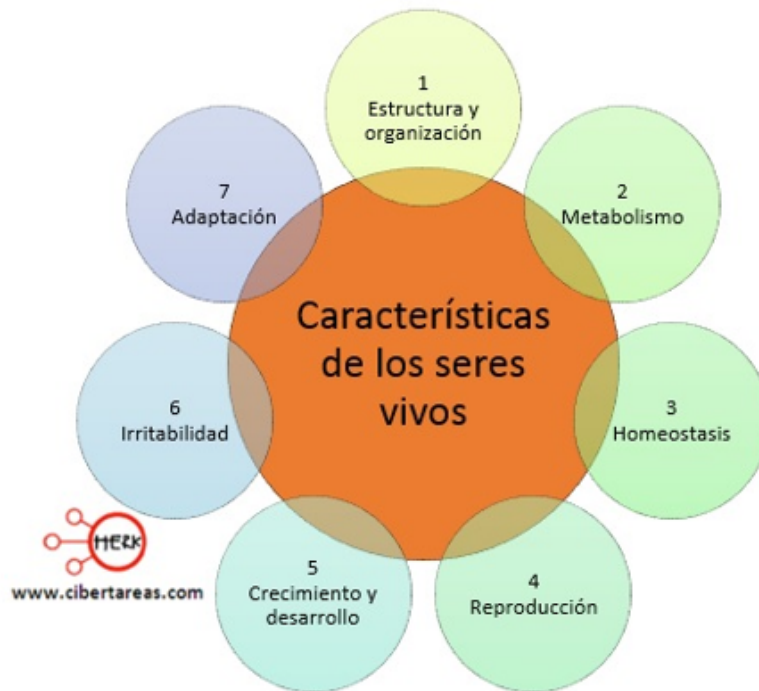 1
Estructura y
organización
2
Metabolismo
3
Homeostasis
4
Reproducción
5
Crecimiento y
desarrollo
6
Irritabilidad
7
Adaptación
Características
de los seres
vivos
HERK
www.cibertareas.com